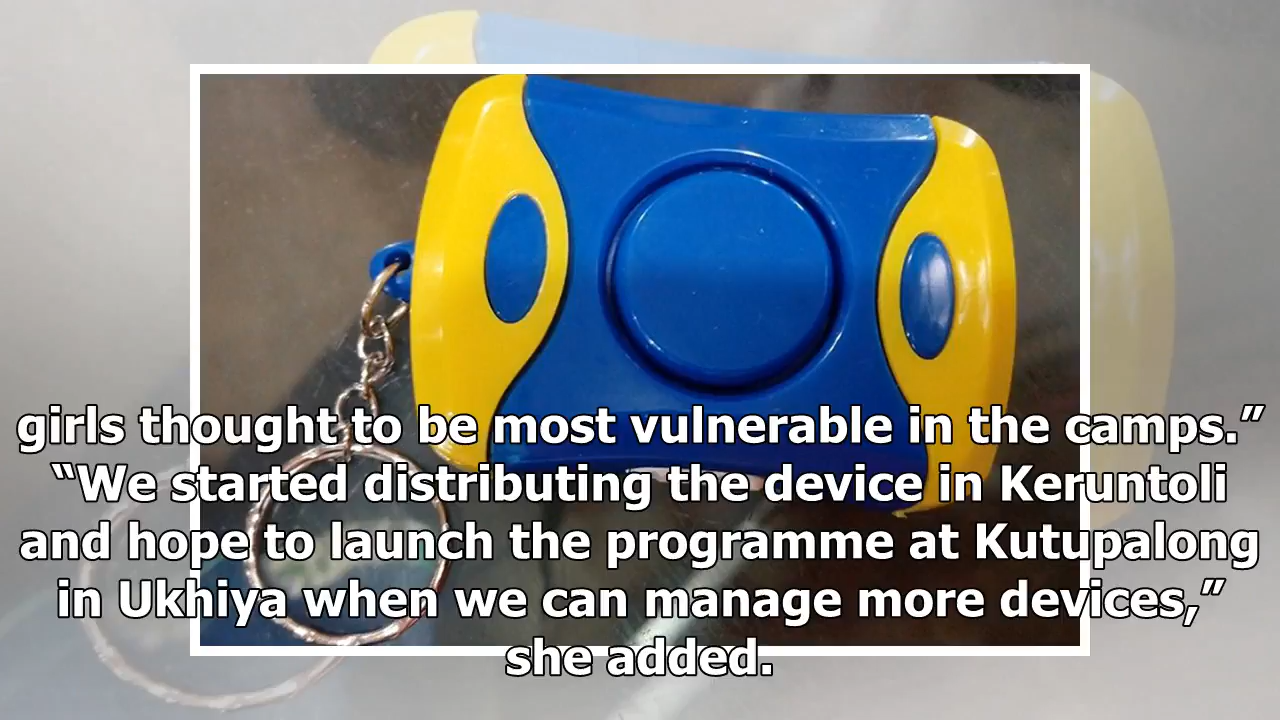 girls thought to be most vulnerable in the camps.”
“We started distributing the device in Keruntoli
and hope to launch the programme at Kutupalong
in Ukhiya when we can manage more devices,”
she added.